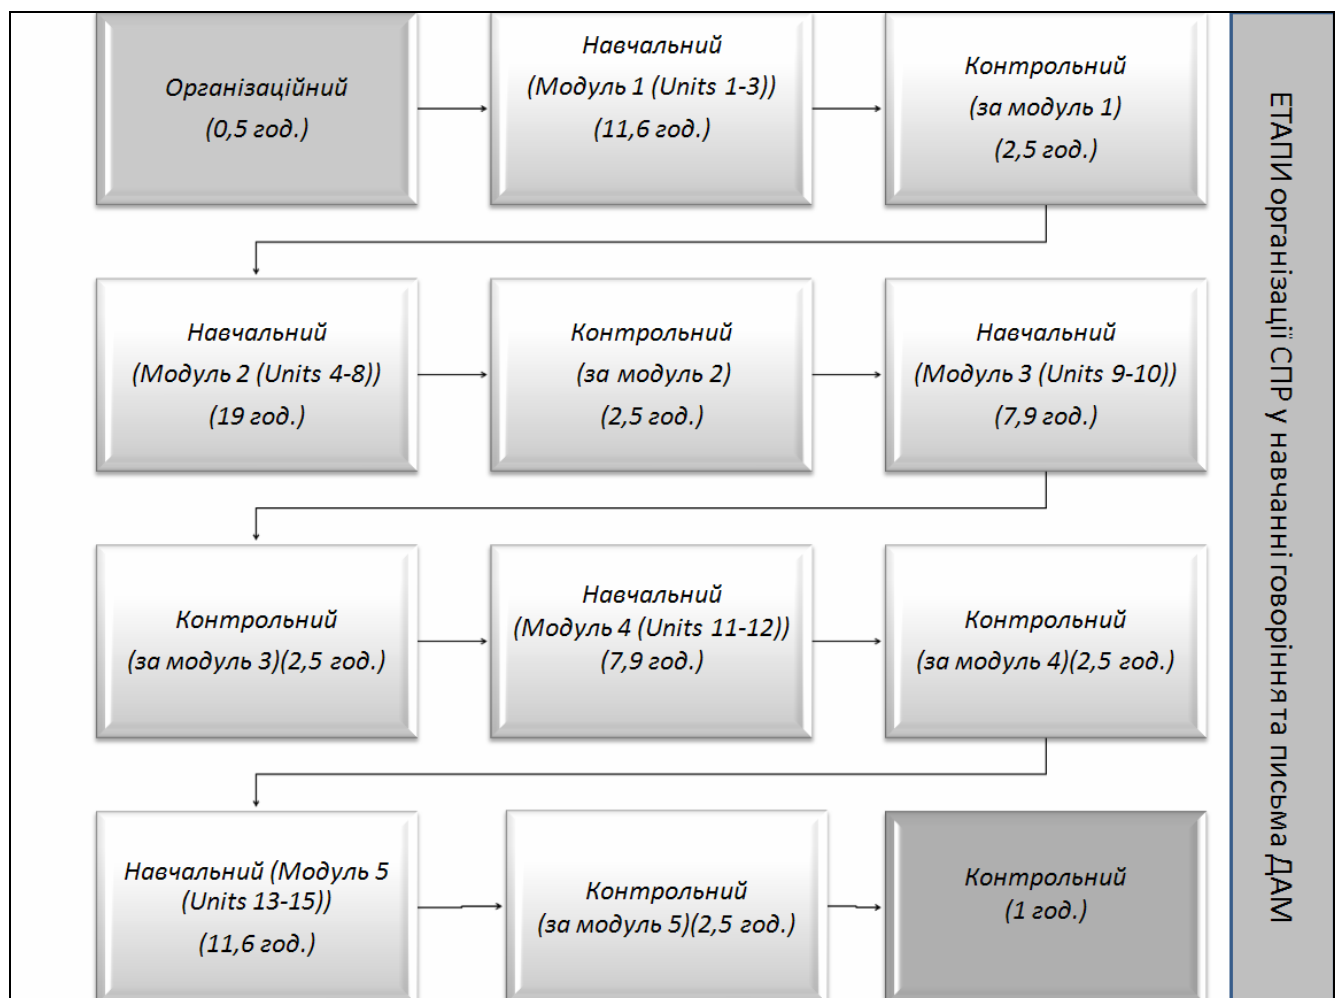 Організаційний
(0,5 год.)
Навчальний
(Модуль 1 (Units 1-3))
(11,6 год.)
Контрольний
(за модуль 1)
(2,5 год.)
Навчальний
(Модуль 2 (Units 4-8))
(19 год.)
Контрольний
(за модуль 2)
(2,5 год.)
Навчальний
(Модуль 3 (Units 9-10))
(7,9 год.)
Контрольний
(за модуль 3)(2,5 год.)
Навчальний
(Модуль 4 (Units 11-12))
(7,9 год.)
Контрольний
(за модуль 4)(2,5 год.)
Навчальний (Модуль 5
(Units 13-15))
(11,6 год.)
Контрольний
(за модуль 5)(2,5 год.)
Контрольний
(1 год.)
ЕТАПИ організації СПР у навчанні говоріння та письма ДАМ